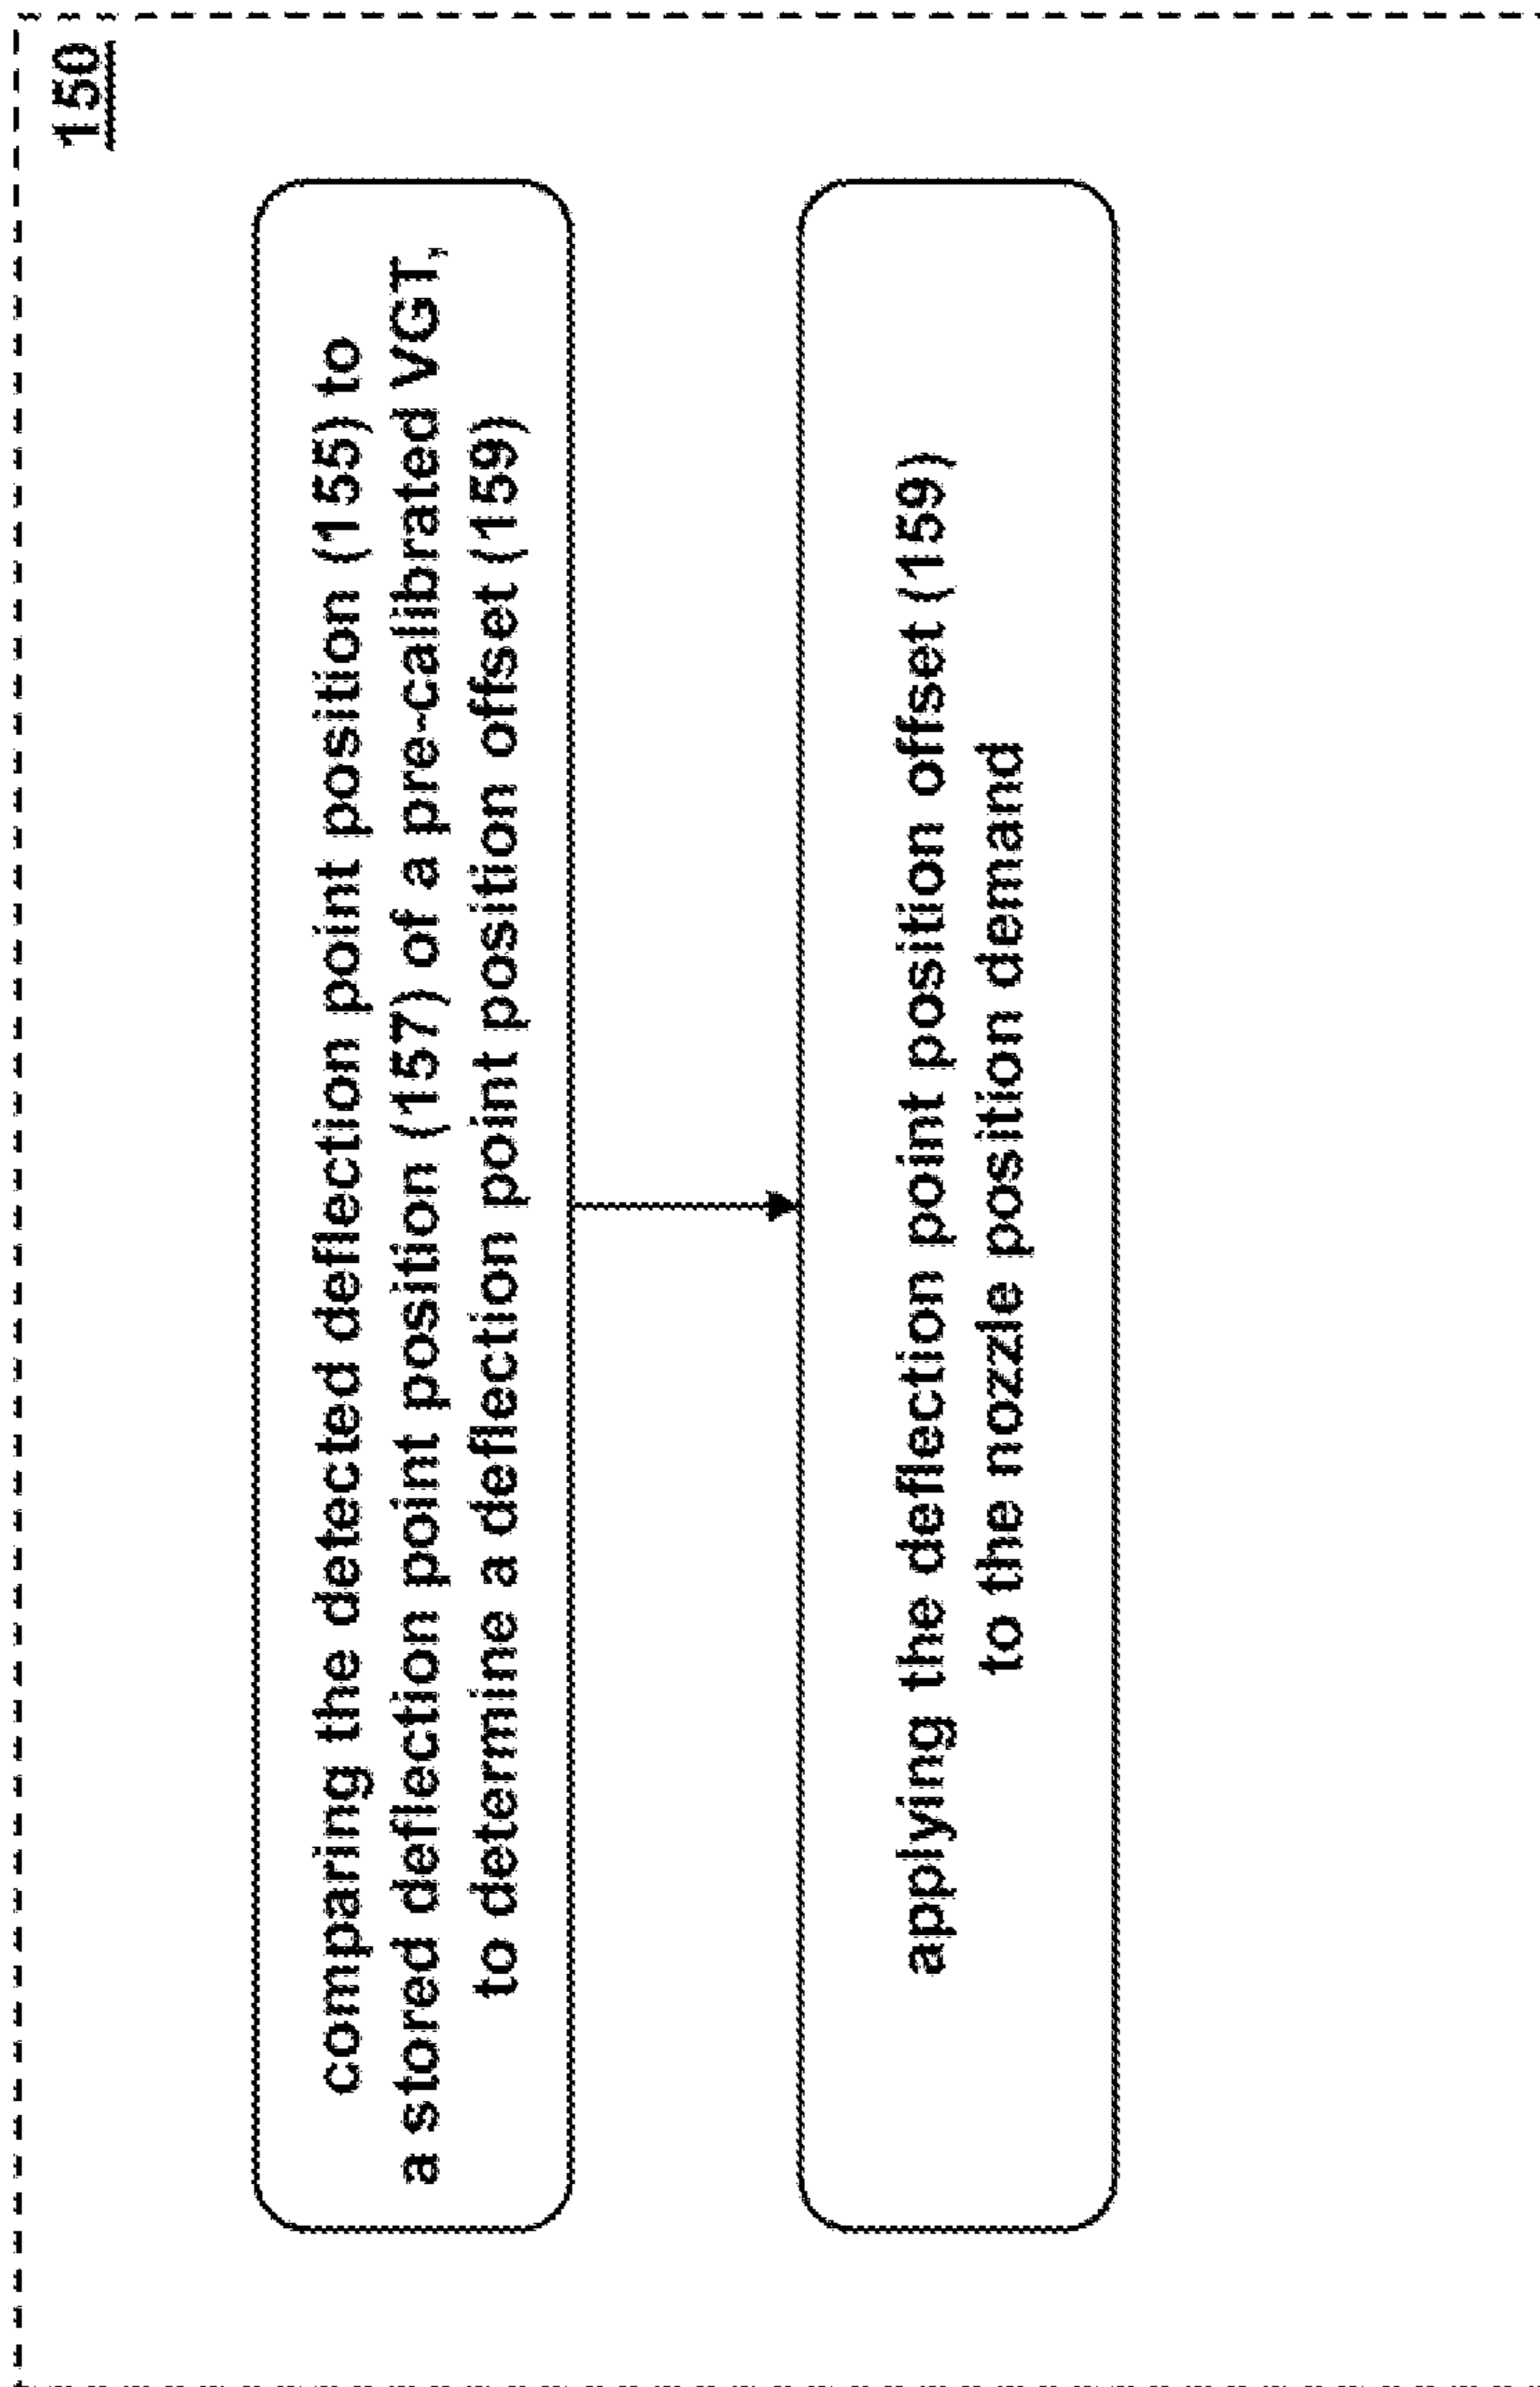 150
comparing the detected deflection point position (155) to
a stored deflection point position (157) of a pre-calibrated VGT,
to determine a deflection point position offset (159)
applying the deflection point position offset (159)
to the nozzle position demand